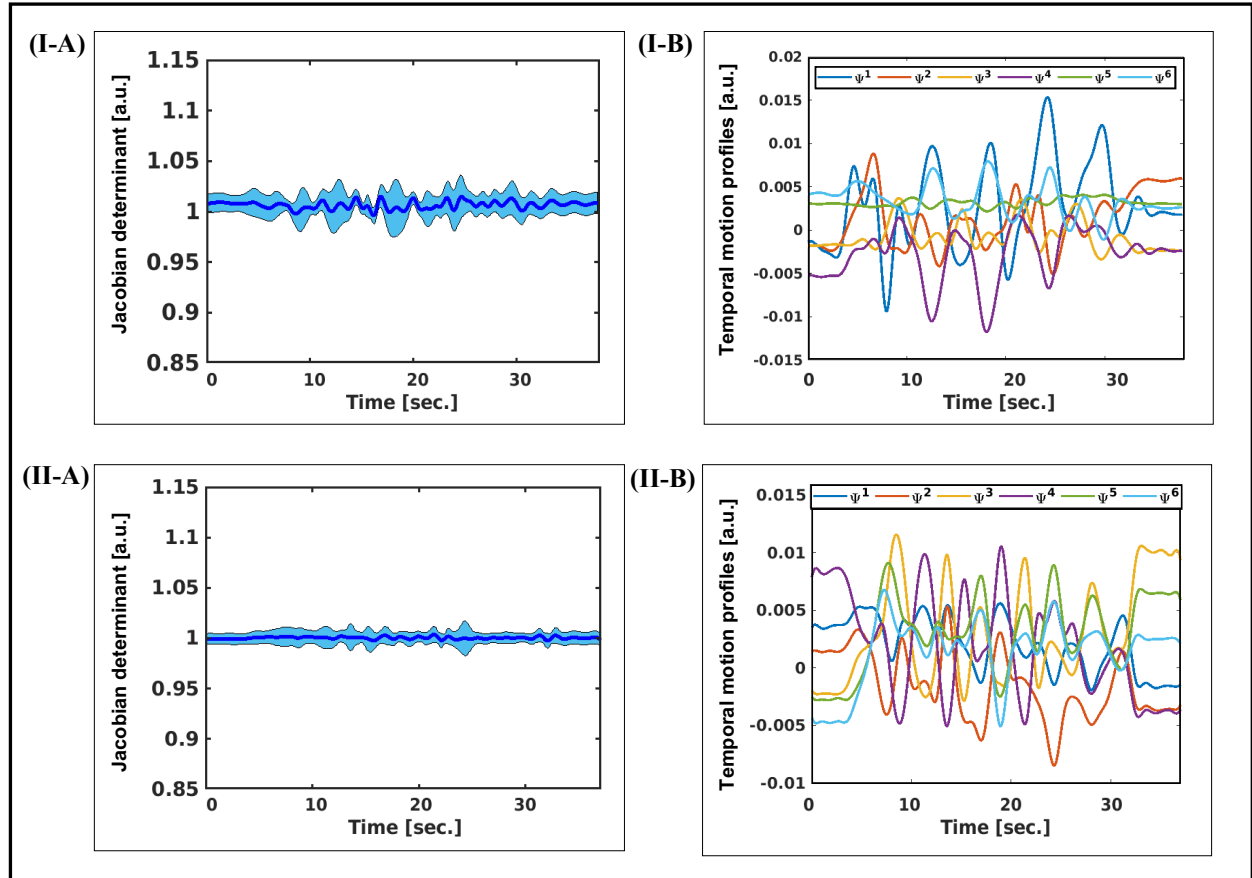 (I-A)
1.15
1.1
1.05
1
0.95
0.9
0.85
Jacobian determinant [a.u.]
0 10 20 30
Time [sec.]
(I-B)
0.02
0.015
0.01
0.005
0
-0.005
-0.01
-0.015
Temporal motion profiles [a.u.]
Ψ1 Ψ2 Ψ3 Ψ4 Ψ5 Ψ6
0 10 20 30
Time [sec.]
(II-A)
1.15
1.1
1.05
1
0.95
0.9
0.85
Jacobian determinant [a.u.]
0 10 20 30
Time [sec.]
(II-B)
0.015
0.01
0.005
0
-0.005
-0.01
Temporal motion profiles [a.u.]
Ψ1 Ψ2 Ψ3 Ψ4 Ψ5 Ψ6
0 10 20 30
Time [sec.]